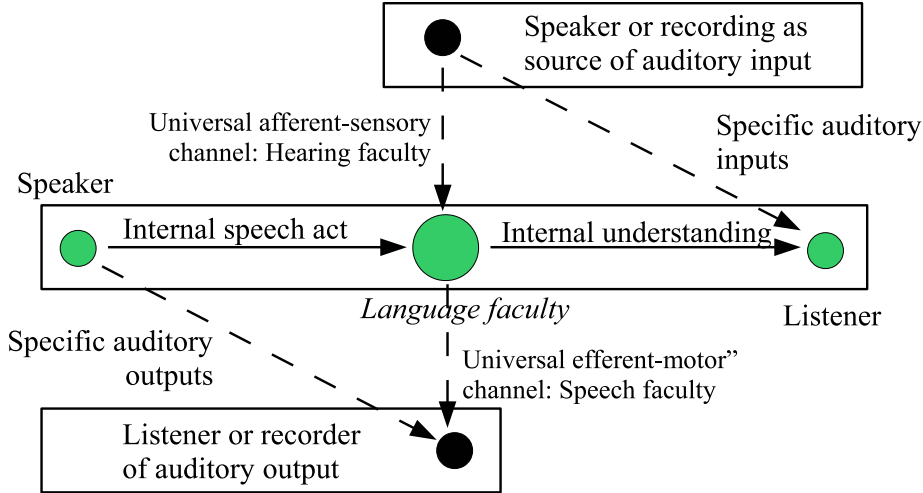 Speaker or recording as
source of auditory input
Universal afferent-sensory
channel: Hearing faculty
Specific auditory
inputs
Speaker
Internal speech act
Internal understanding
Language faculty
Listener
Specific auditory
outputs
Universal efferent-motor”
channel: Speech faculty
Listener or recorder
of auditory output